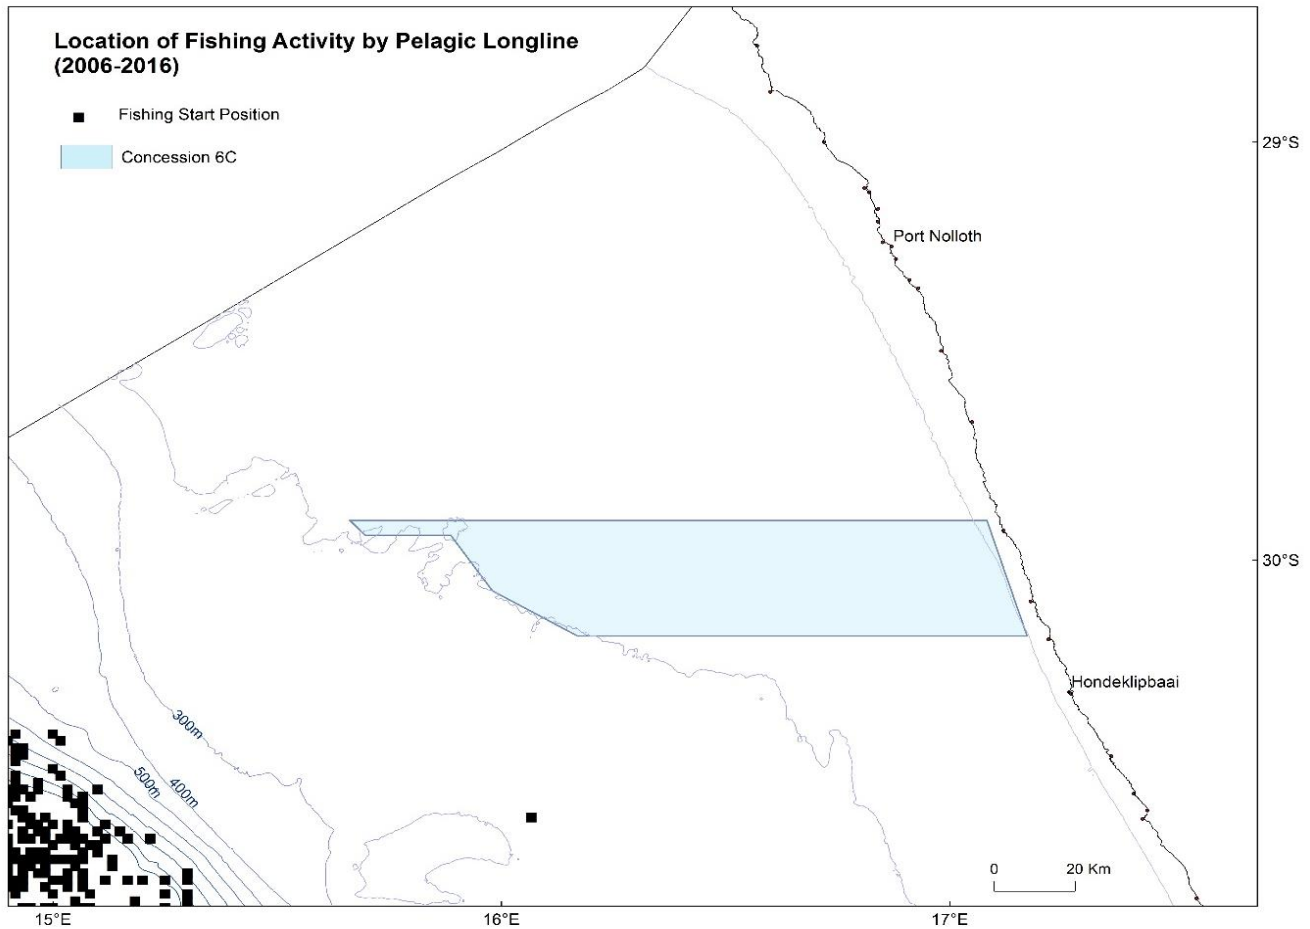 Location of Fishing Activity by Pelagic Longline
(2006-2016)
Fishing Start Position
Concession 6C
29°S
Port Nolloth
30°S
Hondeklipbaai
300m
400m
500m
0 20 Km
15°E 16°E 17°E